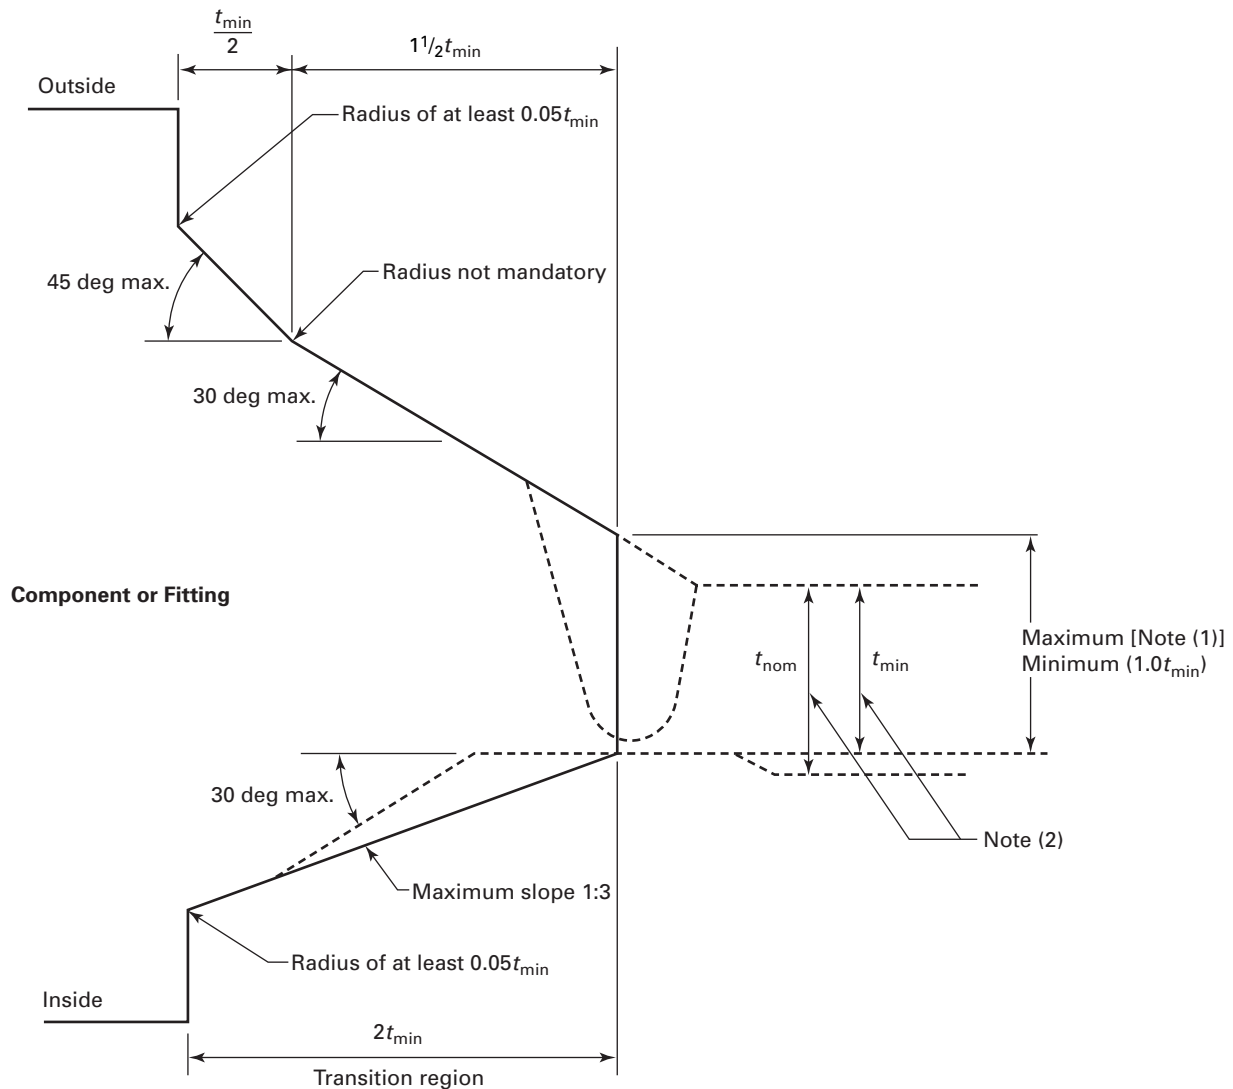 t_min/2
1 1/2 t_min
Outside
Radius of at least 0.05t_min
45 deg max.
Radius not mandatory
30 deg max.
Component or Fitting
t_nom
t_min
Maximum [Note (1)]
Minimum (1.0t_min)
30 deg max.
Note (2)
Maximum slope 1:3
Radius of at least 0.05t_min
Inside
2t_min
Transition region